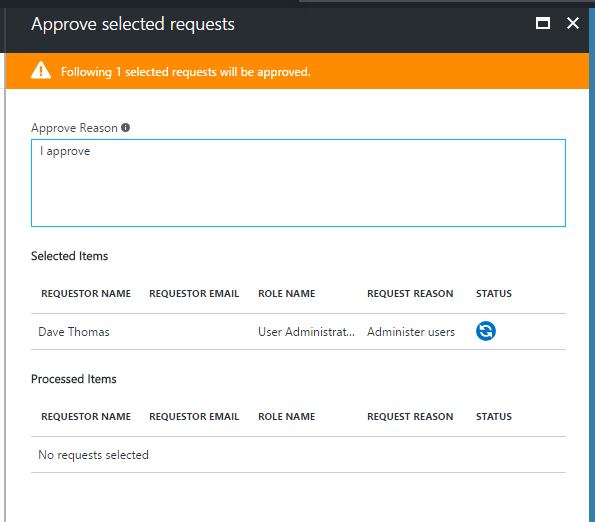 Approve selected requests
Following 1 selected requests will be approved.
Approve Reason
I approve
Selected Items
REQUESTOR NAME REQUESTOR EMAIL ROLE NAME REQUEST REASON STATUS
Dave Thomas User Administrat... Administer users
Processed Items
REQUESTOR NAME REQUESTOR EMAIL ROLE NAME REQUEST REASON STATUS
No requests selected